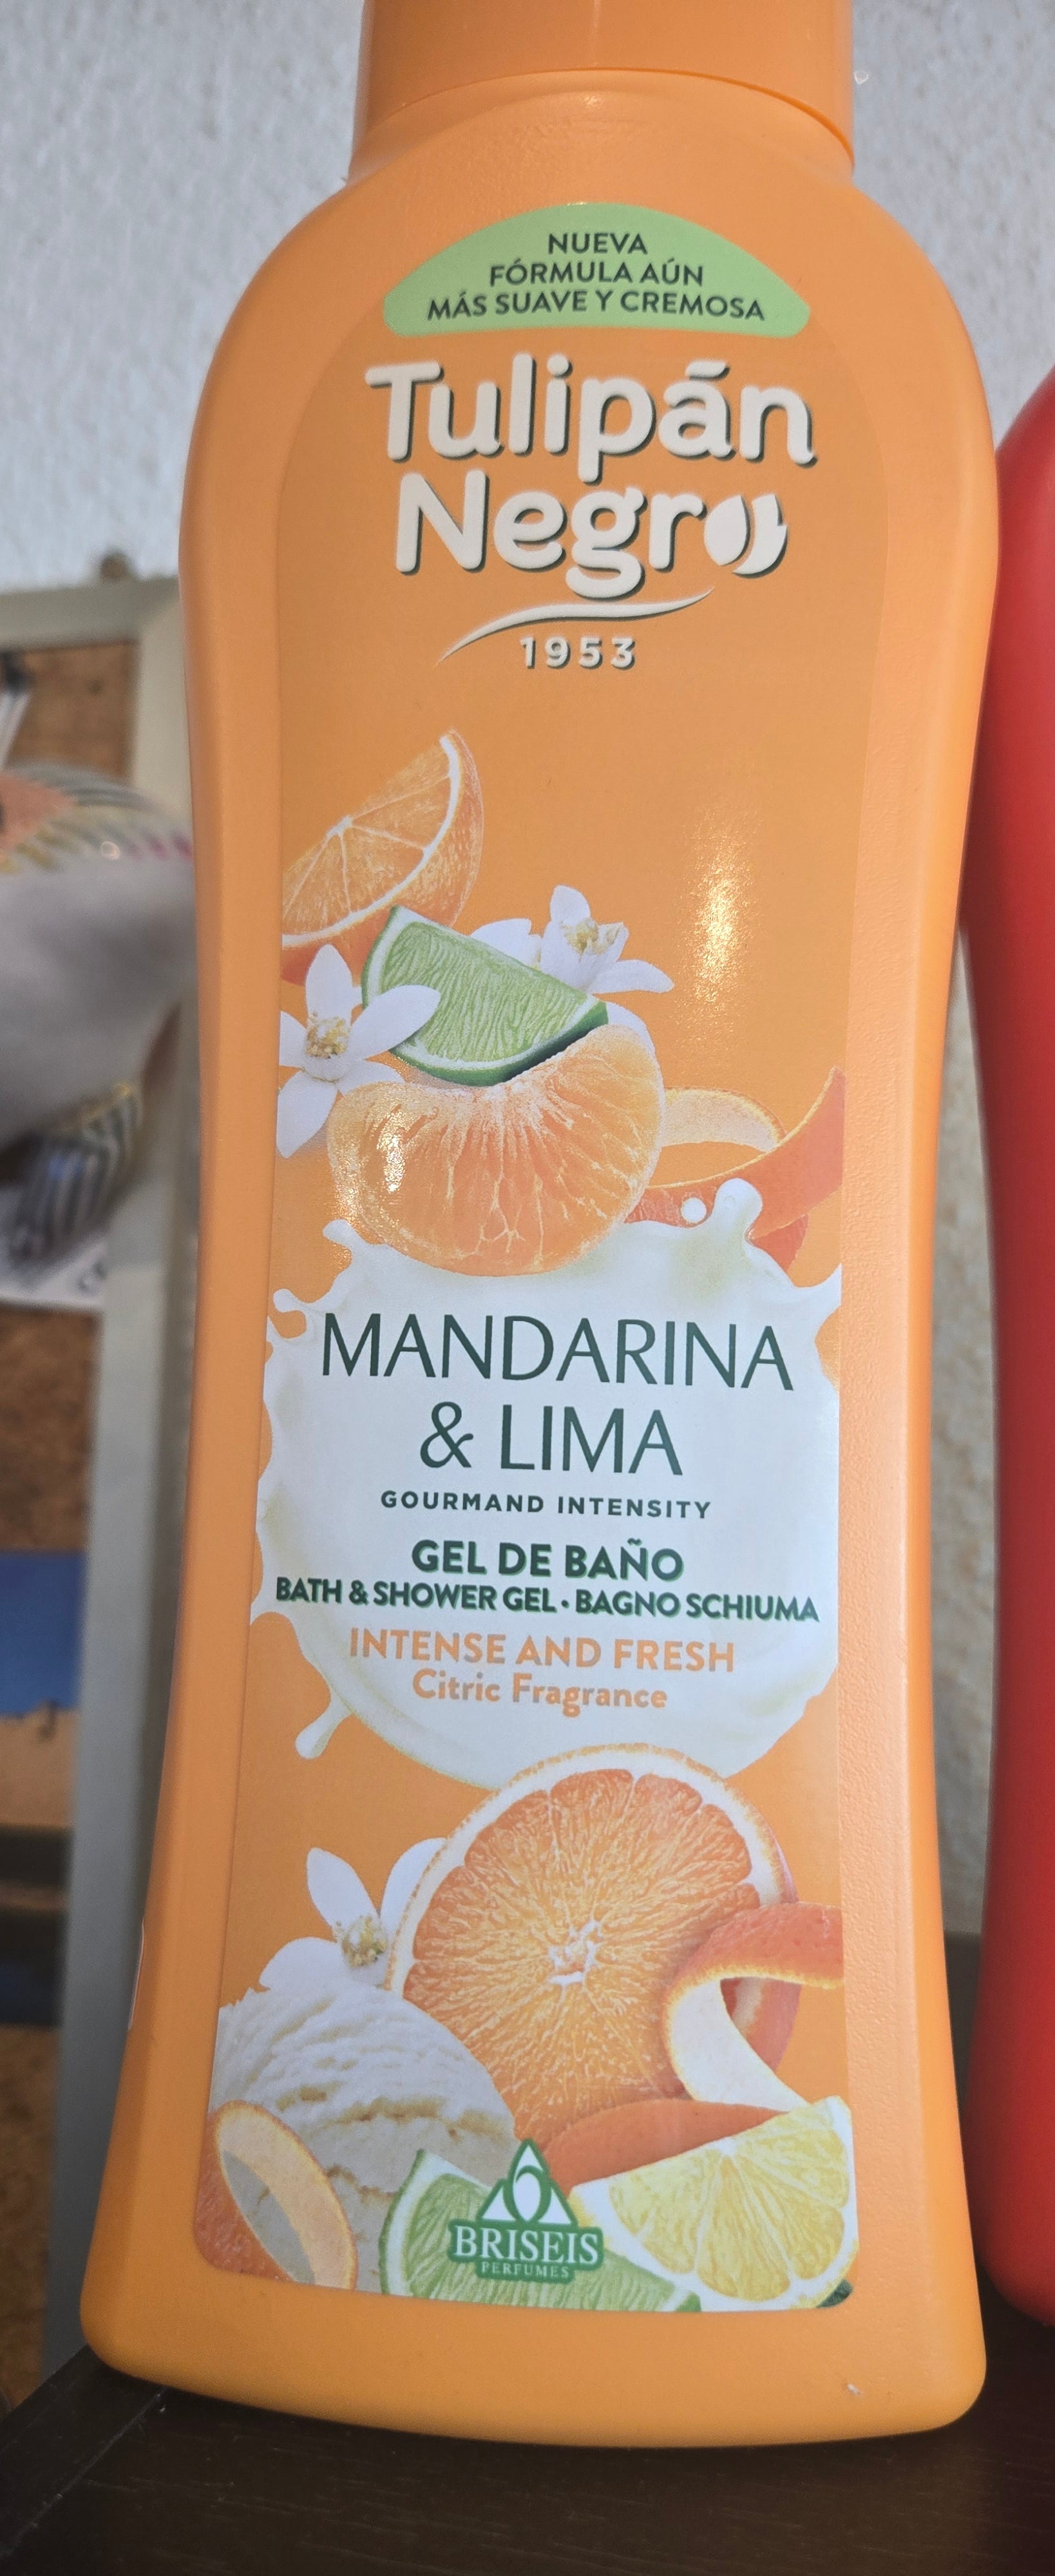 NUEVA
FÓRMULA AÚN
MÁS SUAVE Y CREMOSA
Tulipán
Negro
1953
MANDARINA
& LIMA
GOURMAND INTENSITY
GEL DE BAÑO
BATH & SHOWER GEL · BAGNO SCHIUMA
INTENSE AND FRESH
Citric Fragrance
BRISEIS
PERFUMES